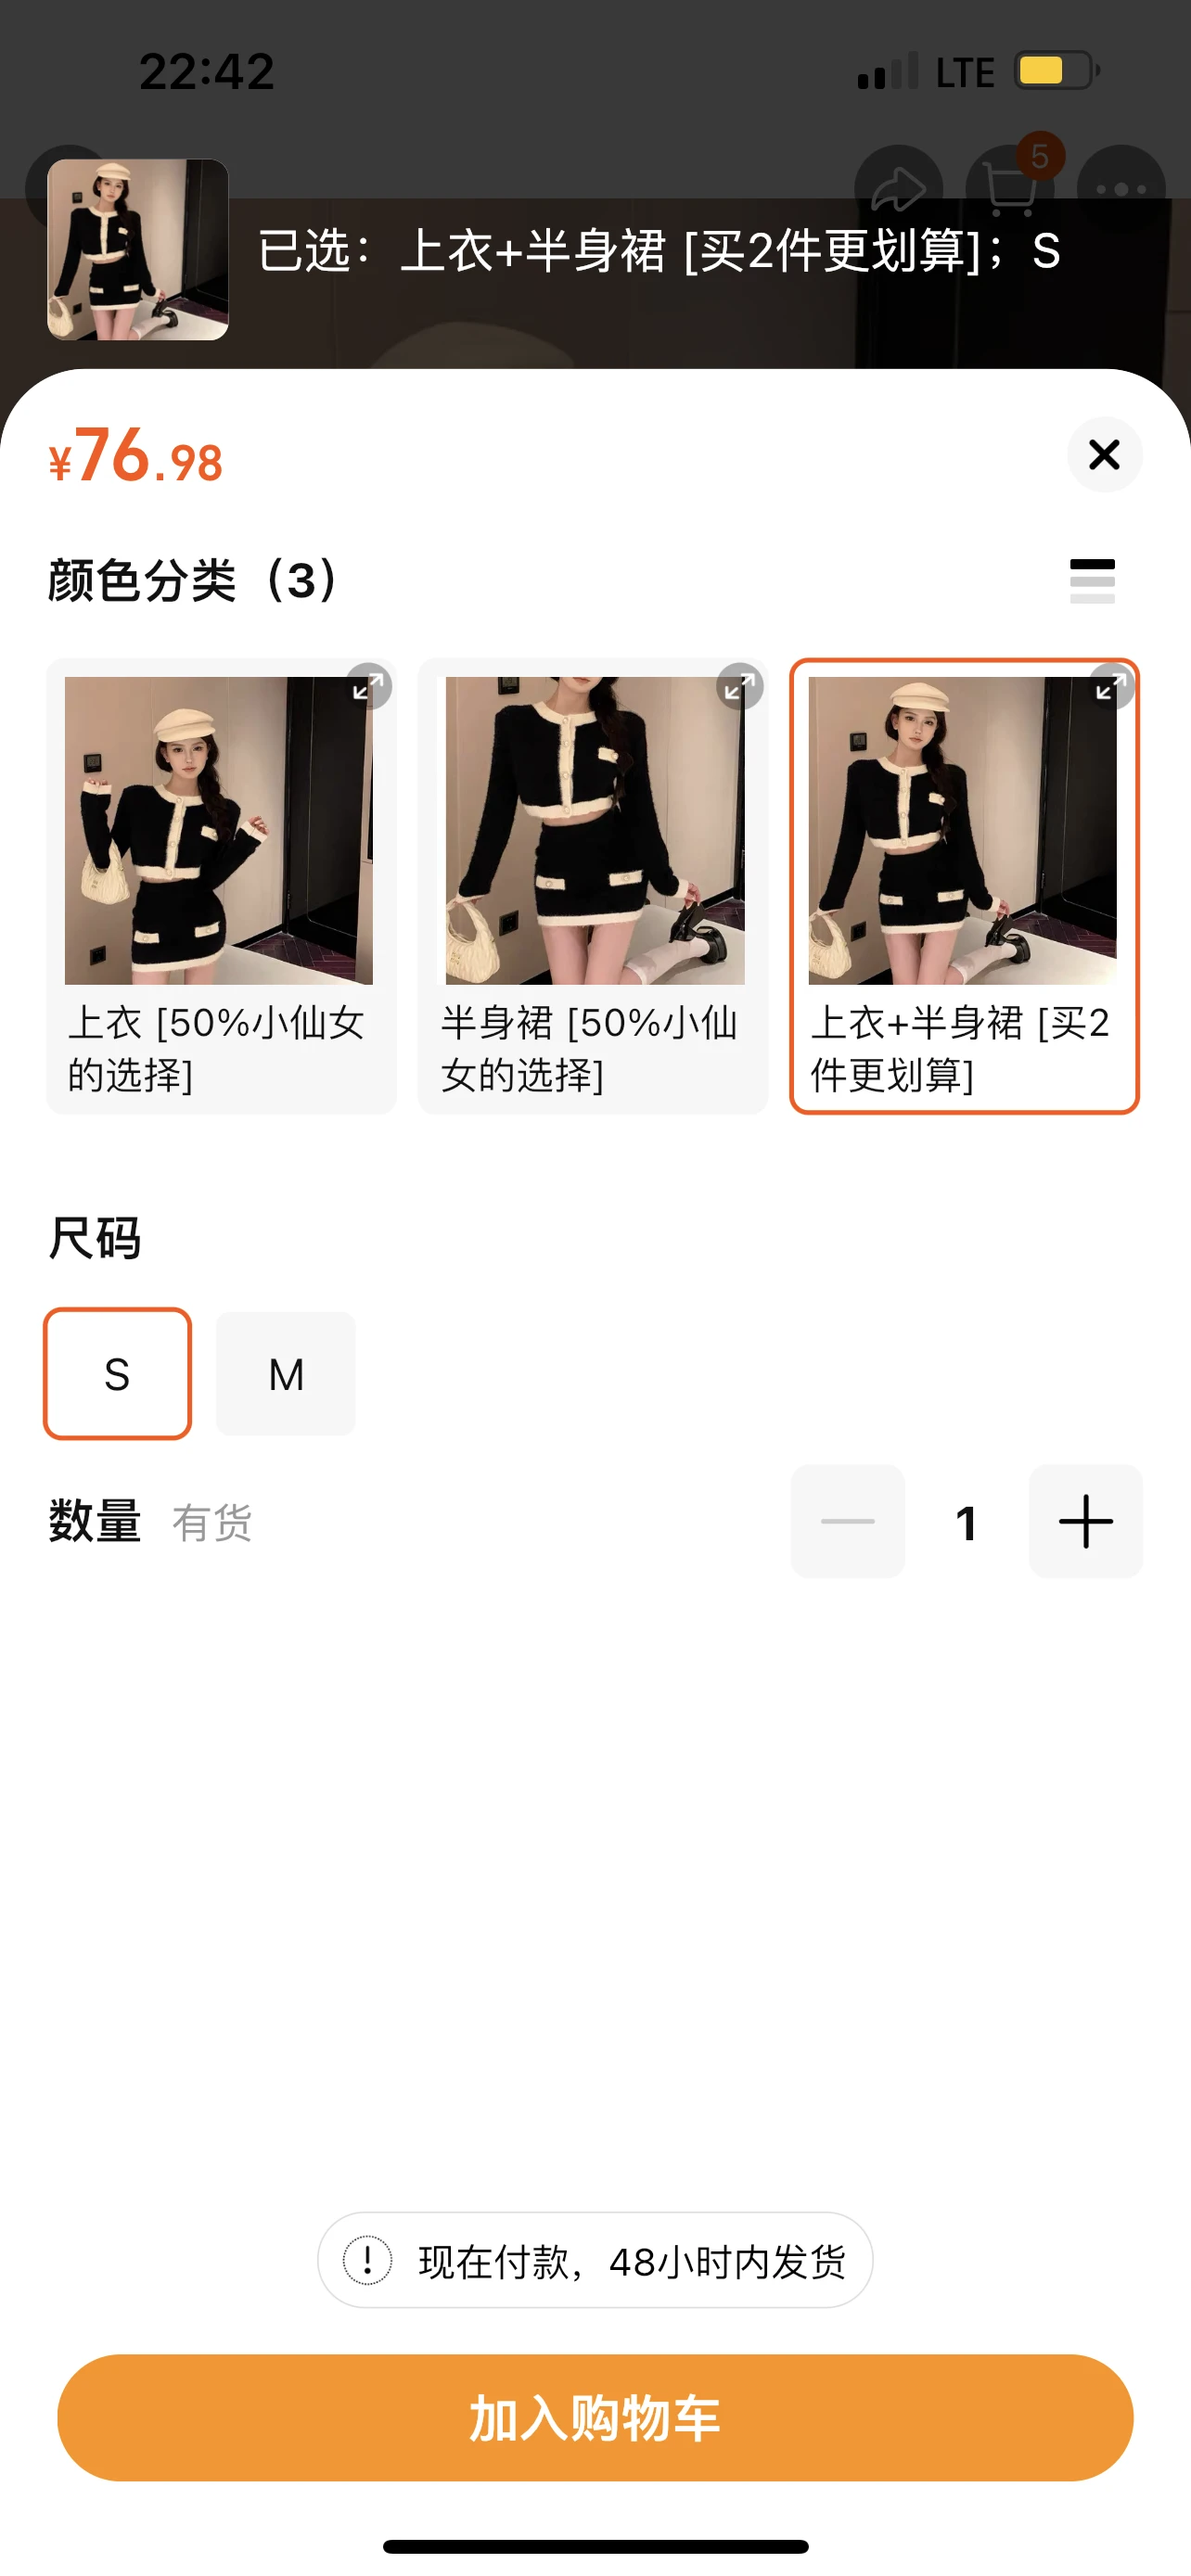 22:42
LTE
5
已选：上衣+半身裙 [买2件更划算]；S
¥76.98
颜色分类（3）
上衣 [50%小仙女
的选择]
半身裙 [50%小仙
女的选择]
上衣+半身裙 [买2
件更划算]
尺码
S
M
数量 有货
1
现在付款，48小时内发货
加入购物车